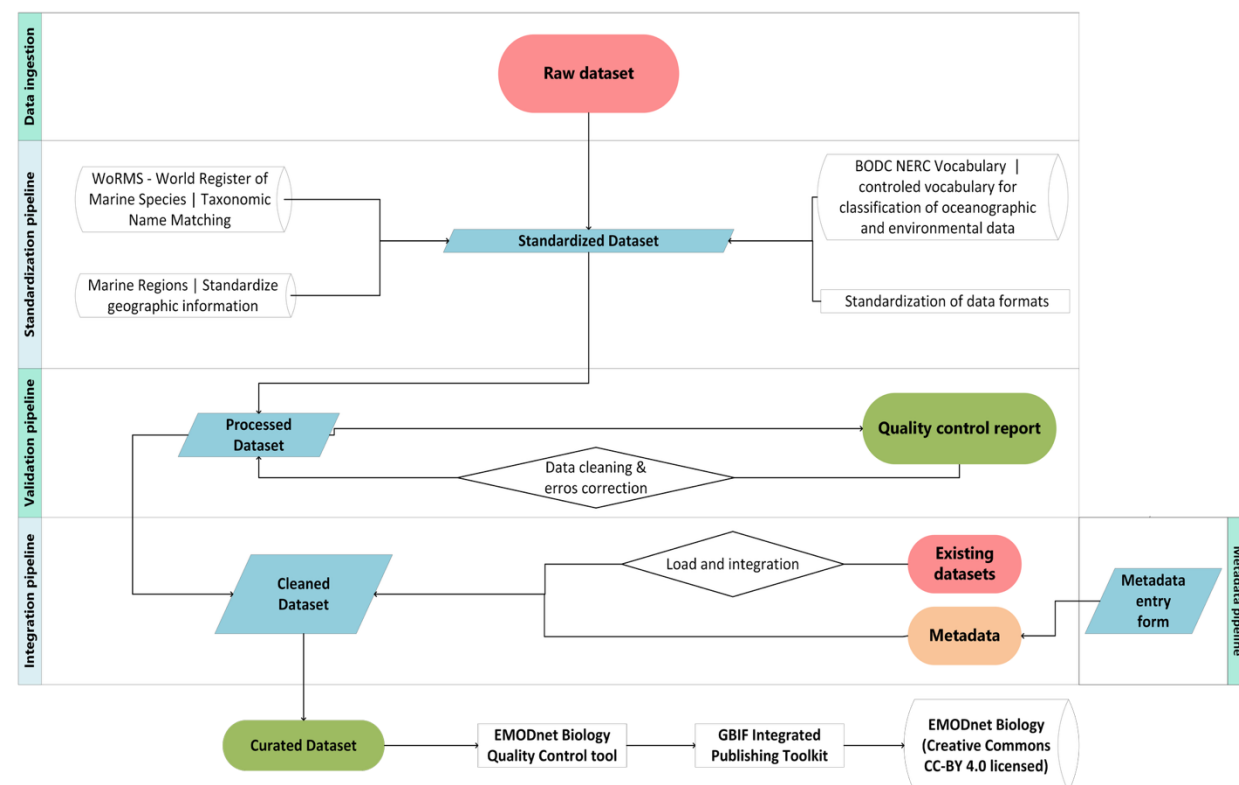 Data ingestion
Raw dataset
Standardization pipeline
WoRMS - World Register of
Marine Species | Taxonomic
Name Matching
BODC NERC Vocabulary |
controled vocabulary for
classification of oceanographic
and environmental data
Standardized Dataset
Marine Regions | Standardize
geographic information
Standardization of data formats
Validation pipeline
Processed
Dataset
Quality control report
Data cleaning &
erros correction
Integration pipeline
Cleaned
Dataset
Load and integration
Existing
datasets
Metadata
Metadata
entry
form
Metadata pipeline
Curated Dataset
EMODnet Biology
Quality Control tool
GBIF Integrated
Publishing Toolkit
EMODnet Biology
(Creative Commons
CC-BY 4.0 licensed)